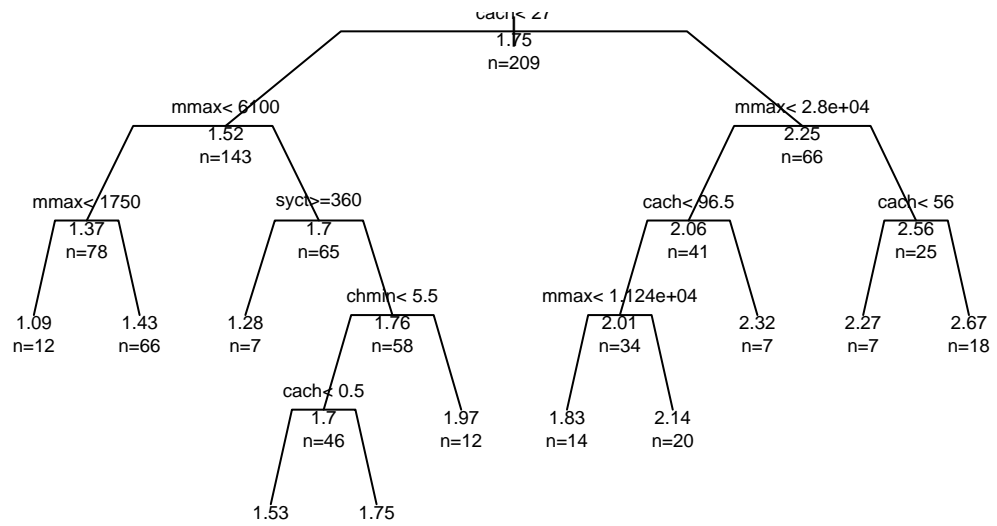 cach< 27
1.75
n=209
mmax< 6100
1.52
n=143
mmax< 2.8e+04
2.25
n=66
mmax< 1750
1.37
n=78
syct>=360
1.7
n=65
cach< 96.5
2.06
n=41
cach< 56
2.56
n=25
1.09
n=12
1.43
n=66
1.28
n=7
chmin< 5.5
1.76
n=58
mmax< 1.124e+04
2.01
n=34
2.32
n=7
2.27
n=7
2.67
n=18
cach< 0.5
1.7
n=46
1.97
n=12
1.83
n=14
2.14
n=20
1.53
1.75